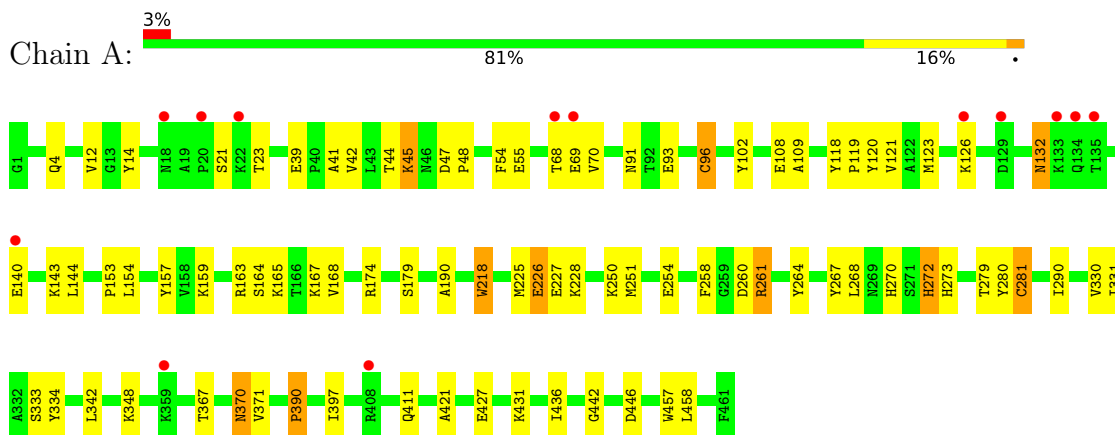 3%
Chain A:
81%
16%
•
G1 Q4 V12 G13 Y14 N18 A19 P20 S21 K22 T23 E39 P40 A41 V42 L43 T44 K45 N46 D47 P48 F54 E55 T68 E69 V70 N91 T92 E93 C96 Y102 E108 A109 Y118 P119 Y120 V121 A122 M123 K126 D129 N132 K133 Q134 T135
E140 K143 L144 P153 L154 Y157 V158 K159 R163 S164 K165 T166 K167 V168 R174 S179 A190 W218 M225 E226 E227 K228 K250 M251 E254 F258 G259 D260 R261 Y264 Y267 L268 N269 H270 S271 H272 H273 T279 Y280 C281 I290 V330 I331
A332 S333 Y334 L342 K348 K359 T367 N370 V371 P390 I397 R408 Q411 A421 E427 K431 I436 G442 D446 W457 L458 F461